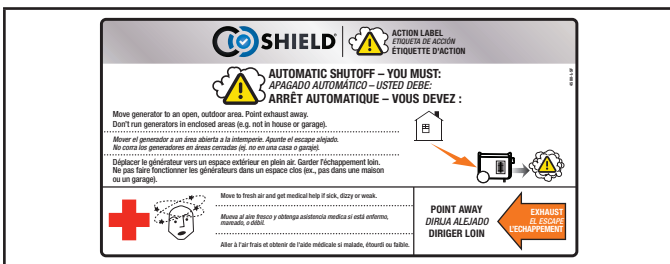 CO SHIELD®
ACTION LABEL
ETIQUETA DE ACCIÓN
ÉTIQUETTE D'ACTION
AUTOMATIC SHUTOFF – YOU MUST:
APAGADO AUTOMÁTICO – USTED DEBE:
ARRÊT AUTOMATIQUE – VOUS DEVEZ :
Move generator to an open, outdoor area. Point exhaust away.
Don't run generators in enclosed areas (e.g. not in house or garage).
Mover el generador a un área abierta a la intemperie. Apunte el escape alejado.
No corra los generadores en áreas cerradas (ej. no en una casa o garaje).
Déplacer le générateur vers un espace extérieur en plein air. Garder l'échappement loin.
Ne pas faire fonctionner les générateurs dans un espace clos (ex., pas dans une maison
ou un garage).
Move to fresh air and get medical help if sick, dizzy or weak.
Mueva al aire fresco y obtenga asistencia medica si está enfermo,
mareado, o débil.
Aller à l'air frais et obtenir de l'aide médicale si malade, étourdi ou faible.
POINT AWAY
DIRIJA ALEJADO
DIRIGER LOIN
EXHAUST
EL ESCAPE
L'ÉCHAPPEMENT